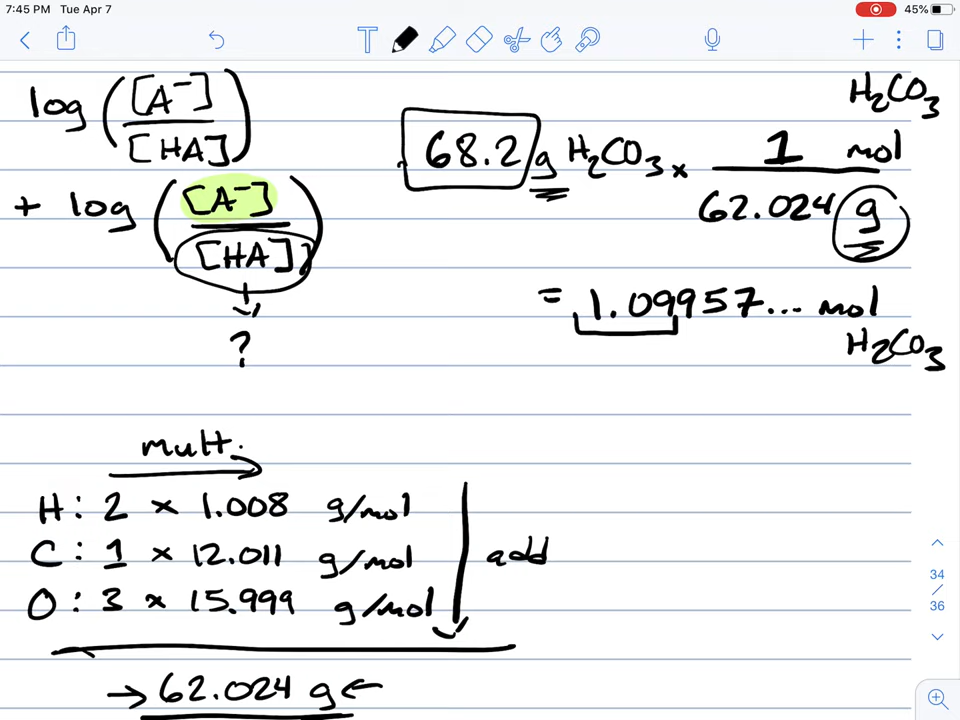 7:45 PM Tue Apr 7
45%
T
log ([A⁻] / [HA])
+ log ([A⁻] / [HA])
?
H₂CO₃
68.2 g H₂CO₃ x 1 mol / 62.024 g
= 1.09957... mol
H₂CO₃
mult.
H: 2 x 1.008 g/mol
C: 1 x 12.011 g/mol
O: 3 x 15.999 g/mol
add
→ 62.024 g ←
34
/
36